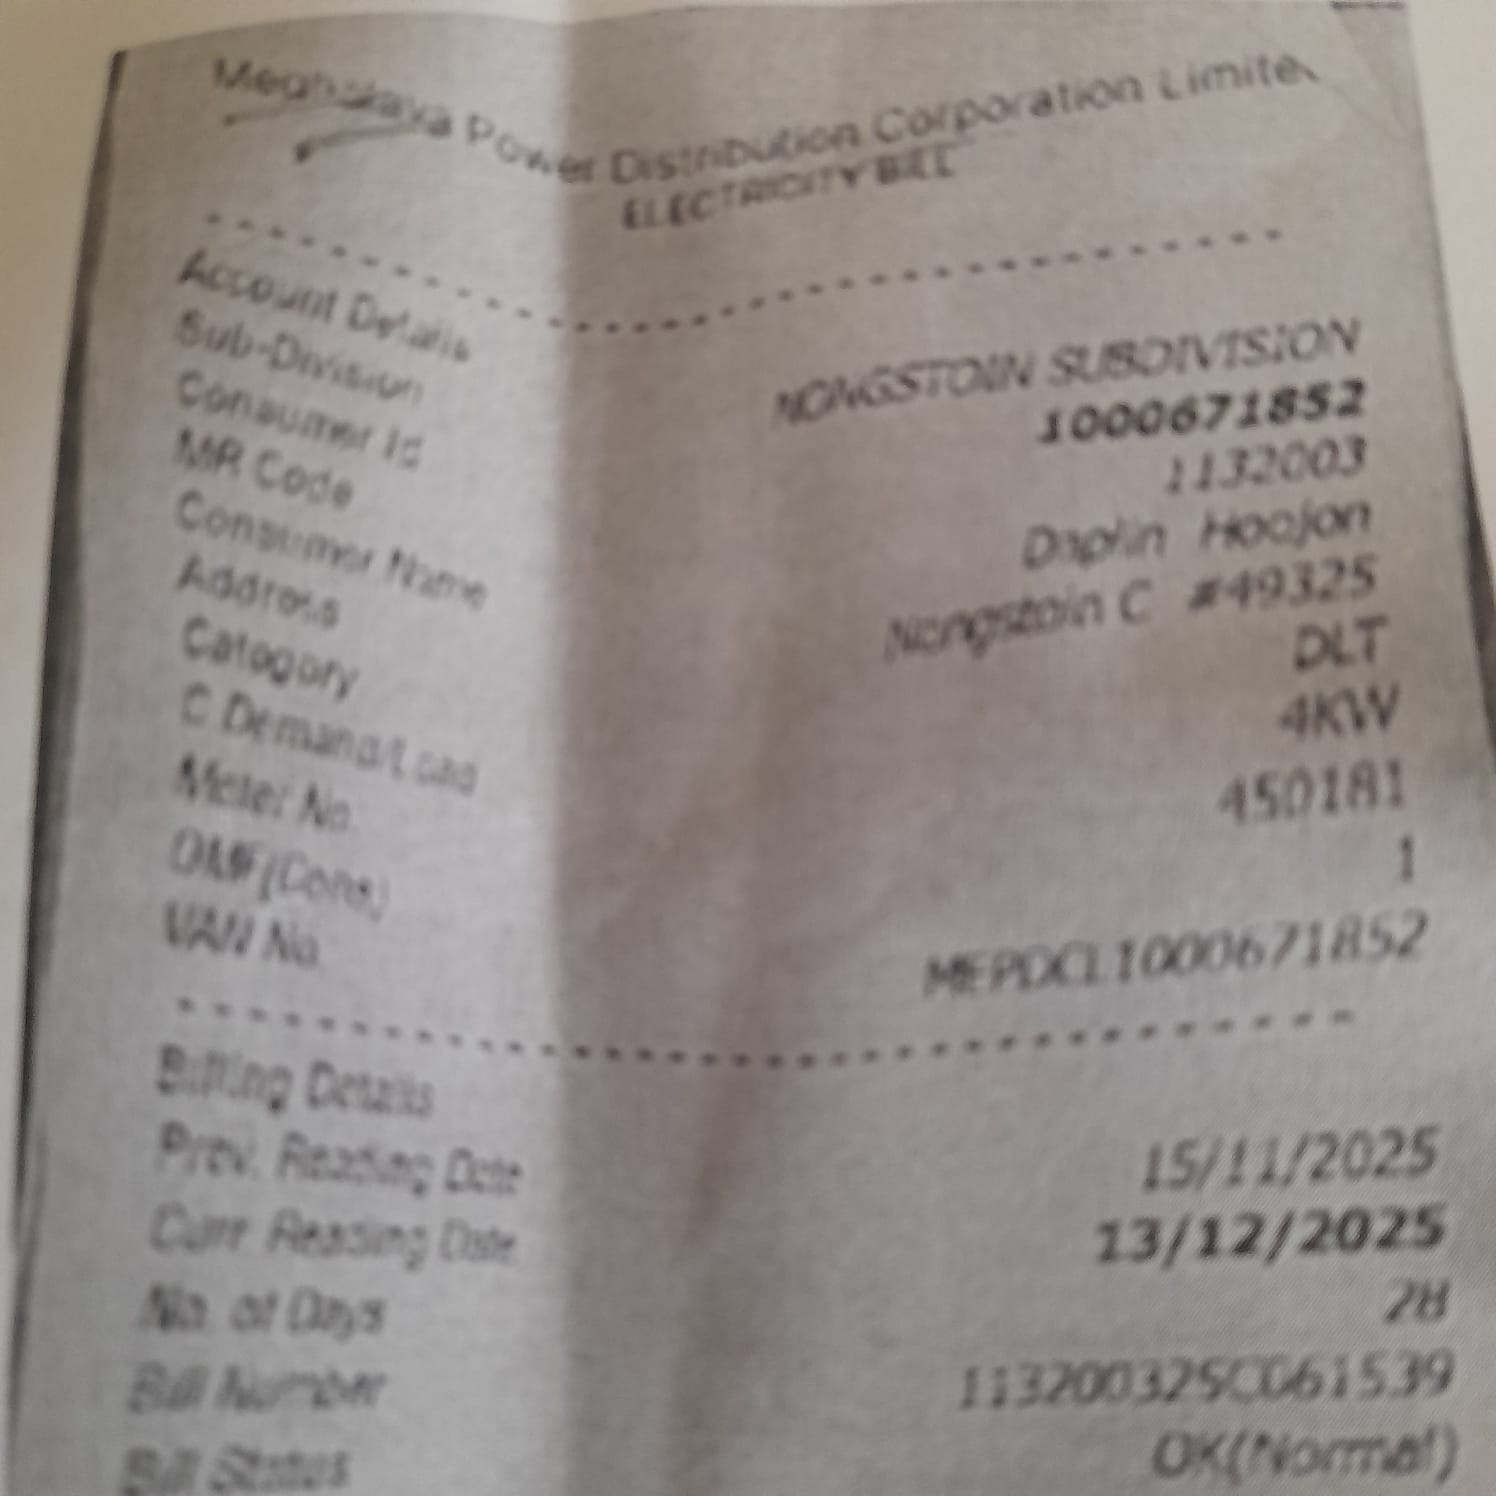 Meghalaya Power Distribution Corporation Limited
ELECTRICITY BILL
Account Details
Sub-Division NONGSTOIN SUBDIVISION
Consumer Id 1000671852
MR Code 1132003
Consumer Name Daplin Hoojon
Address Nongstoin C #49325
Category DLT
C Demand/Load 4KW
Meter No. 450181
OMF(Cons) 1
VAN No. MEPDCL1000671852
Billing Details
Prev. Reading Date 15/11/2025
Curr Reading Date 13/12/2025
No. of Days 28
Bill Number 113200325C061539
Bill Status OK(Normal)